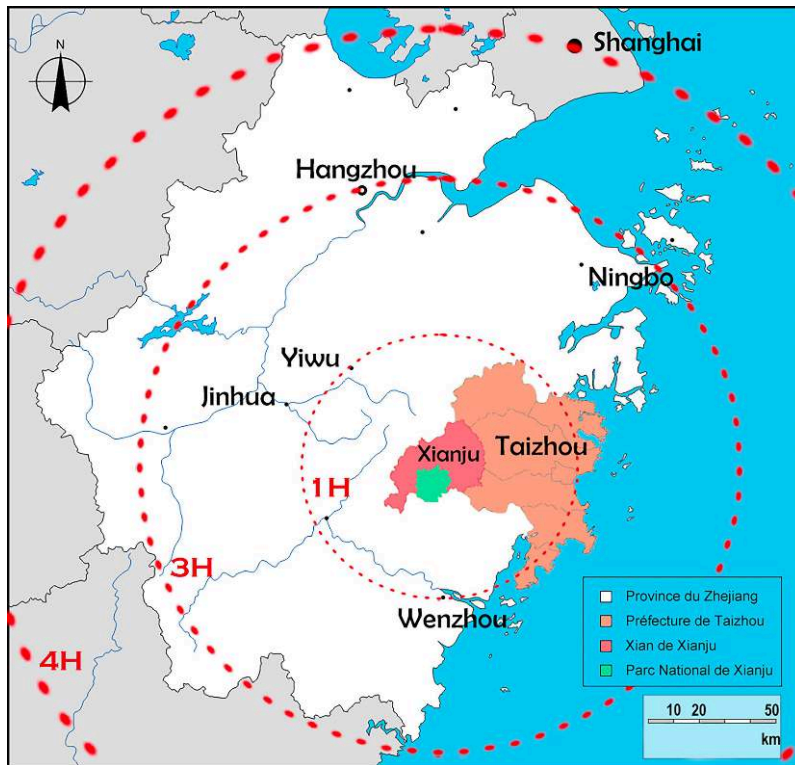 N
Shanghai
Hangzhou
Ningbo
Yiwu
Jinhua
Xianju
Taizhou
1H
3H
Wenzhou
4H
Province du Zhejiang
Préfecture de Taizhou
Xian de Xianju
Parc National de Xianju
10 20 50
km